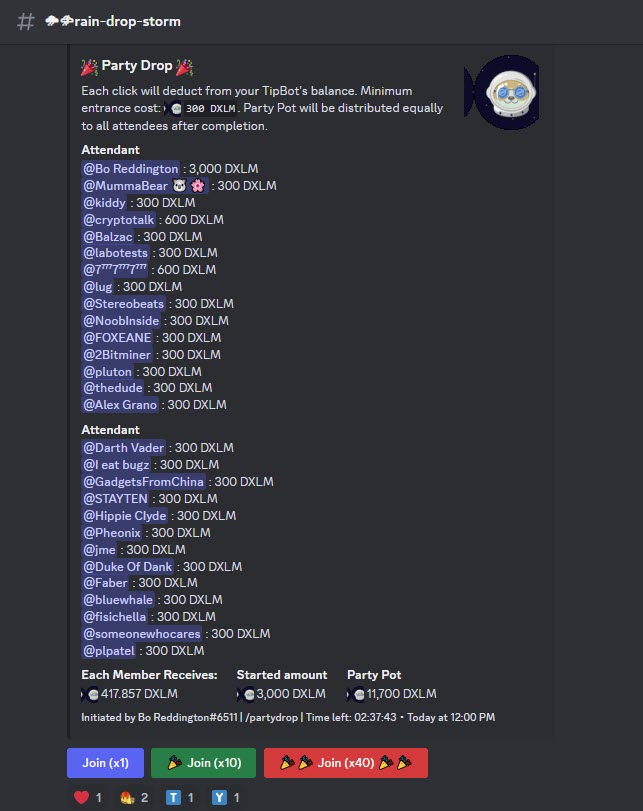 # 🌩️🌪️rain-drop-storm
🎉 Party Drop 🎉
Each click will deduct from your TipBot's balance. Minimum
entrance cost: 300 DXLM. Party Pot will be distributed equally
to all attendees after completion.
Attendant
@Bo Reddington : 3,000 DXLM
@MummaBear 🐻‍❄️ 🌸 : 300 DXLM
@kiddy : 300 DXLM
@cryptotalk : 600 DXLM
@Balzac : 300 DXLM
@labotests : 300 DXLM
@7⁷⁷⁷7⁷⁷⁷7⁷⁷⁷ : 600 DXLM
@lug : 300 DXLM
@Stereobeats : 300 DXLM
@NoobInside : 300 DXLM
@FOXEANE : 300 DXLM
@2Bitminer : 300 DXLM
@pluton : 300 DXLM
@thedude : 300 DXLM
@Alex Grano : 300 DXLM
Attendant
@Darth Vader : 300 DXLM
@I eat bugz : 300 DXLM
@GadgetsFromChina : 300 DXLM
@STAYTEN : 300 DXLM
@Hippie Clyde : 300 DXLM
@Pheonix : 300 DXLM
@jme : 300 DXLM
@Duke Of Dank : 300 DXLM
@Faber : 300 DXLM
@bluewhale : 300 DXLM
@fisichella : 300 DXLM
@someonewhocares : 300 DXLM
@plpatel : 300 DXLM
Each Member Receives: Started amount Party Pot
417.857 DXLM 3,000 DXLM 11,700 DXLM
Initiated by Bo Reddington#6511 | /partydrop | Time left: 02:37:43 • Today at 12:00 PM
Join (x1) 🎉 Join (x10) 🎉 🎉 Join (x40) 🎉 🎉
❤️ 1 2 T 1 Y 1